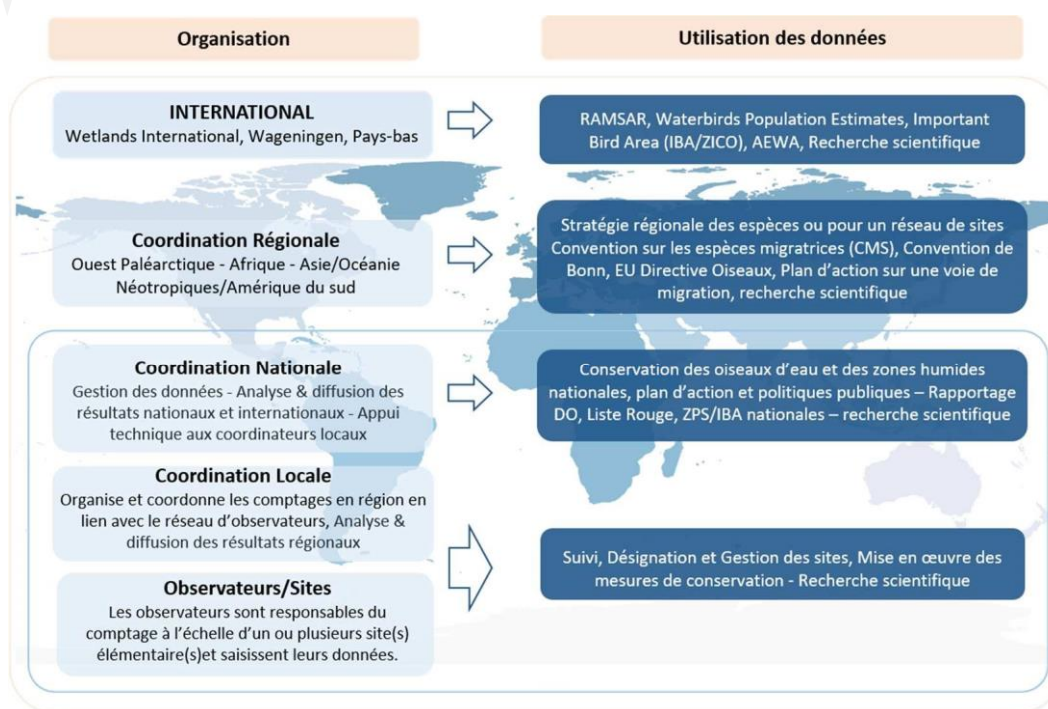 Organisation
Utilisation des données
INTERNATIONAL
Wetlands International, Wageningen, Pays-bas
RAMSAR, Waterbirds Population Estimates, Important
Bird Area (IBA/ZICO), AEWA, Recherche scientifique
Coordination Régionale
Ouest Paléarctique - Afrique - Asie/Océanie
Néotropiques/Amérique du sud
Stratégie régionale des espèces ou pour un réseau de sites
Convention sur les espèces migratrices (CMS), Convention de
Bonn, EU Directive Oiseaux, Plan d'action sur une voie de
migration, recherche scientifique
Coordination Nationale
Gestion des données - Analyse & diffusion des
résultats nationaux et internationaux - Appui
technique aux coordinateurs locaux
Conservation des oiseaux d'eau et des zones humides
nationales, plan d'action et politiques publiques – Rapportage
DO, Liste Rouge, ZPS/IBA nationales – recherche scientifique
Coordination Locale
Organise et coordonne les comptages en région en
lien avec le réseau d'observateurs, Analyse &
diffusion des résultats régionaux
Observateurs/Sites
Les observateurs sont responsables du
comptage à l'échelle d'un ou plusieurs site(s)
élémentaire(s)et saisissent leurs données.
Suivi, Désignation et Gestion des sites, Mise en œuvre des
mesures de conservation - Recherche scientifique